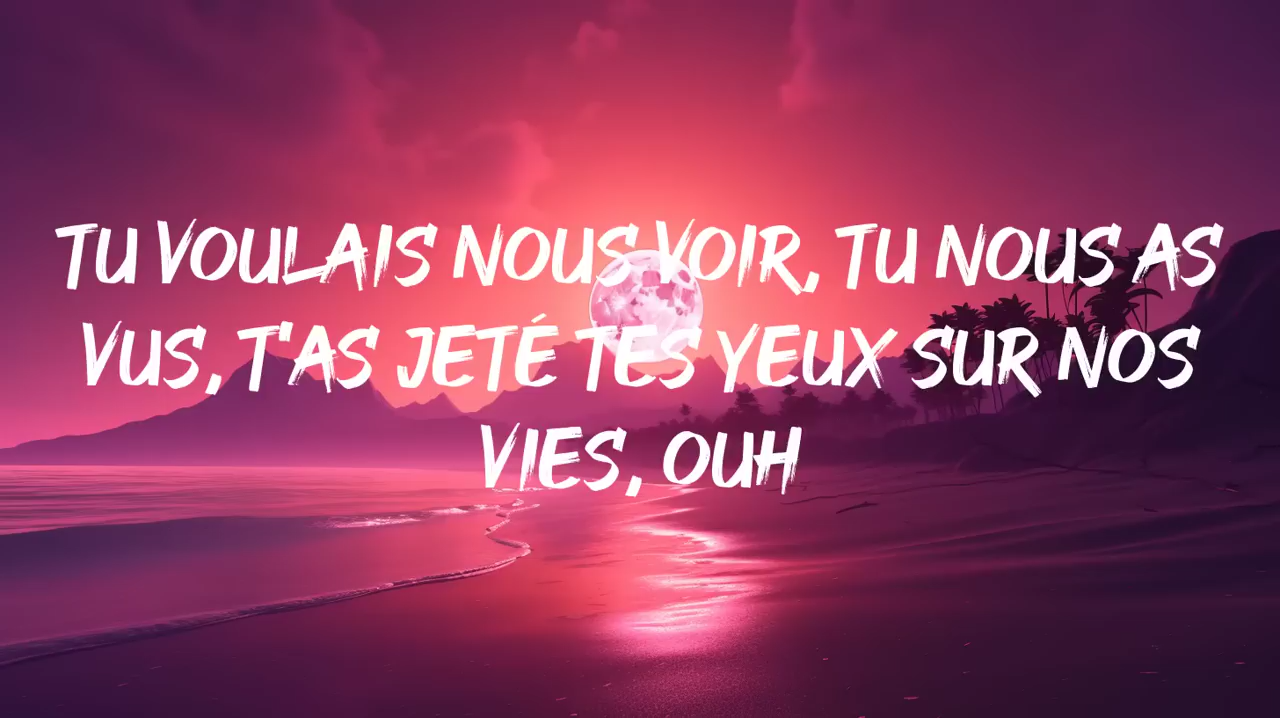 TU VOULAIS NOUS VOIR, TU NOUS AS
VUS, T'AS JETÉ TES YEUX SUR NOS
VIES, OUH